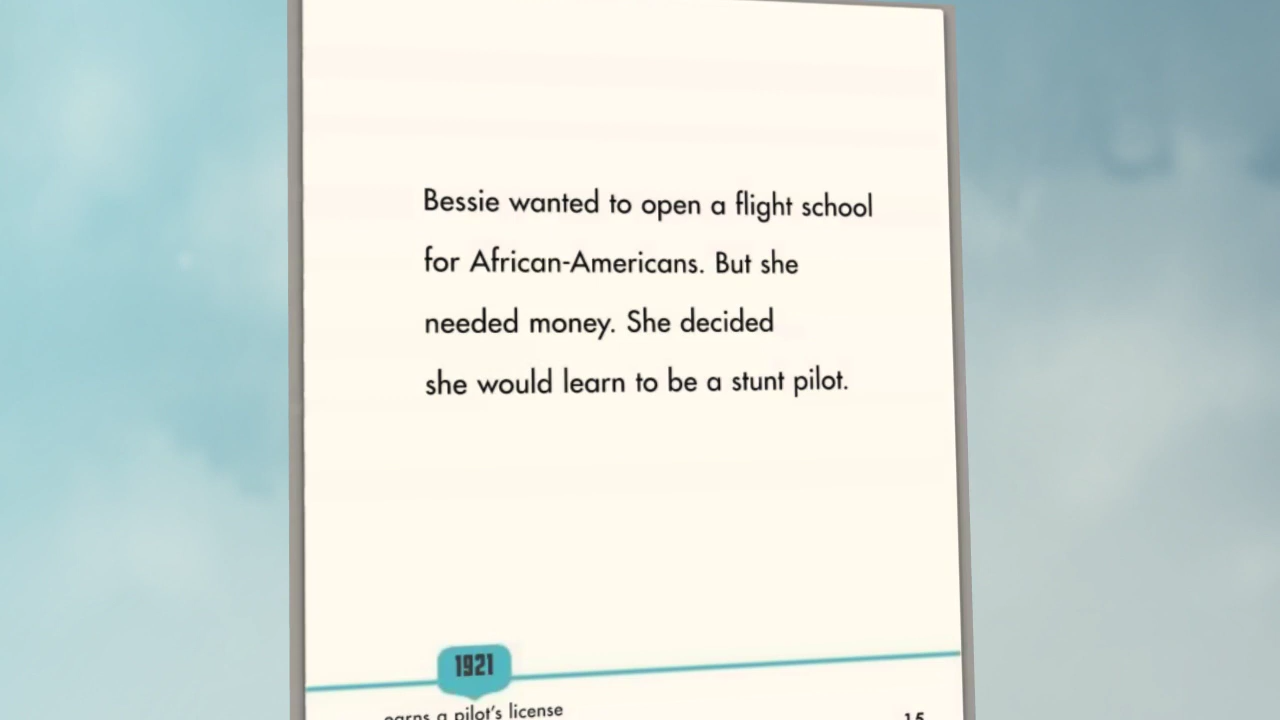 Bessie wanted to open a flight school
for African-Americans. But she
needed money. She decided
she would learn to be a stunt pilot.
1921
earns a pilot's license
15